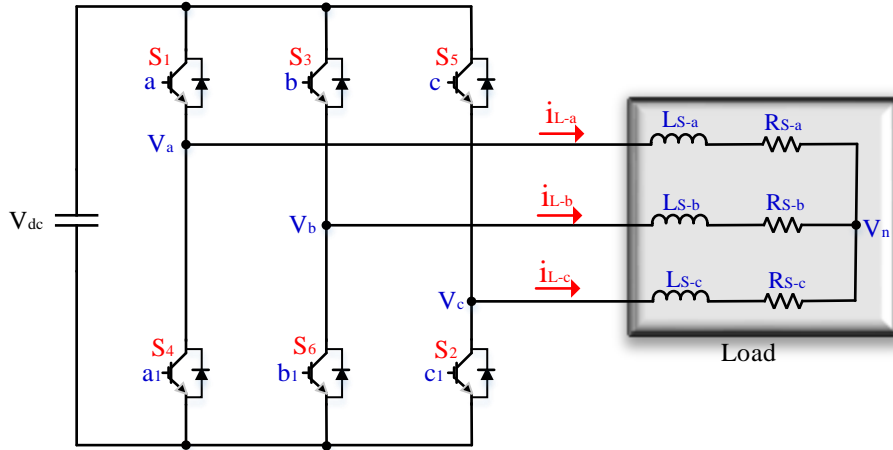 S1
S3
S5
a
b
c
iL-a
LS-a
RS-a
Va
Vdc
iL-b
LS-b
RS-b
Vb
Vn
iL-c
LS-c
RS-c
Vc
S4
S6
S2
a1
b1
c1
Load